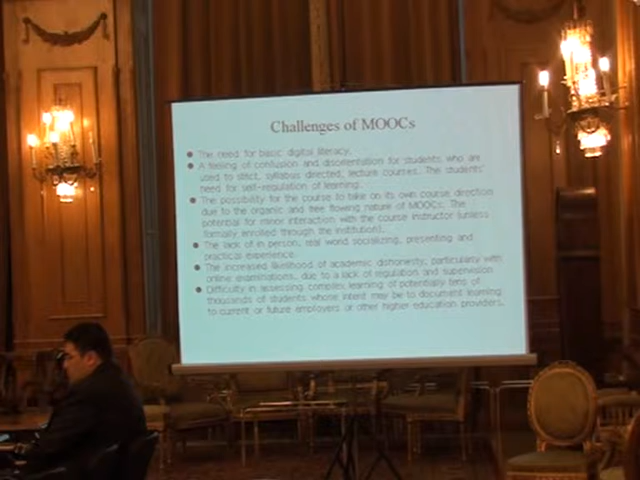 Challenges of MOOCs
The need for basic digital literacy.
A feeling of confusion and disorientation for students who are
used to strict, syllabus directed, lecture courses. The students'
need for self-regulation of learning.
The possibility for the course to take on its own course direction
due to the organic and free flowing nature of MOOCs. The
potential for minor interaction with the course instructor (unless
formally enrolled through the institution).
The lack of in person, real world socializing, presenting and
practical experience.
The increased likelihood of academic dishonesty, particularly with
online examinations, due to a lack of regulation and supervision
Difficulty in assessing complex learning of potentially tens of
thousands of students whose intent may be to document learning
to current or future employers or other higher education providers.